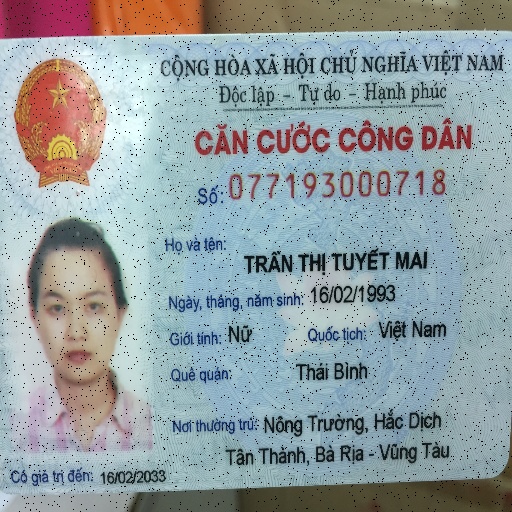 CỘNG HÒA XÃ HỘI CHỦ NGHĨA VIỆT NAM
Độc lập - Tự do - Hạnh phúc
CĂN CƯỚC CÔNG DÂN
Số: 077193000718
Họ và tên:
TRẦN THỊ TUYẾT MAI
Ngày, tháng, năm sinh: 16/02/1993
Giới tính: Nữ Quốc tịch: Việt Nam
Quê quán: Thái Bình
Nơi thường trú: Nông Trường, Hắc Dịch
Tân Thành, Bà Rịa - Vũng Tàu
Có giá trị đến: 16/02/2033